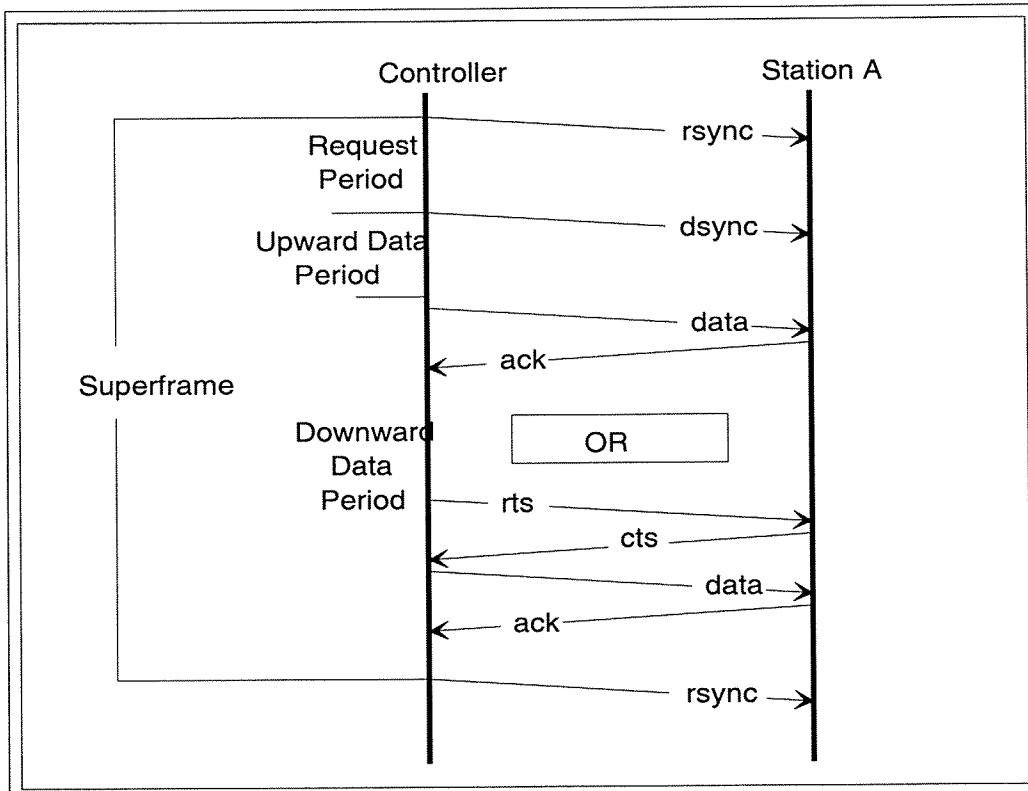 Controller
Station A
rsync
Request
Period
dsync
Upward Data
Period
data
ack
Superframe
Downward
Data
Period
OR
rts
cts
data
ack
rsync